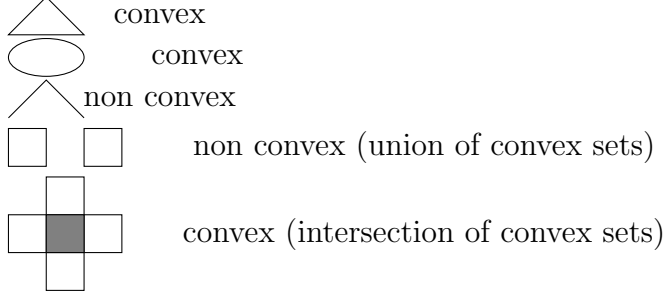 convex
convex
non convex
non convex (union of convex sets)
convex (intersection of convex sets)